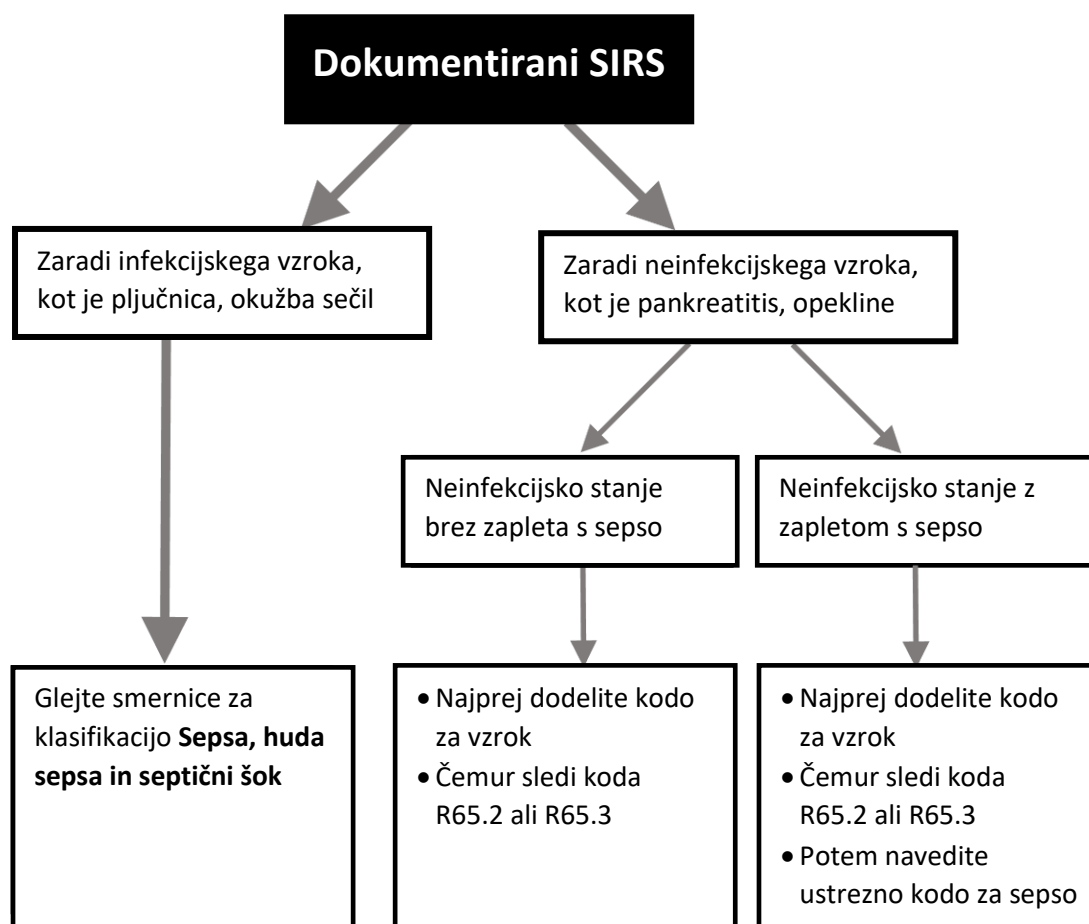 Dokumentirani SIRS
Zaradi infekcijskega vzroka,
kot je pljučnica, okužba sečil
Zaradi neinfekcijskega vzroka,
kot je pankreatitis, opekline
Neinfekcijsko stanje
brez zapleta s sepso
Neinfekcijsko stanje z
zapletom s sepso
Glejte smernice za
klasifikacijo Sepsa, huda
sepsa in septični šok
• Najprej dodelite kodo
za vzrok
• Čemur sledi koda
R65.2 ali R65.3
• Najprej dodelite kodo
za vzrok
• Čemur sledi koda
R65.2 ali R65.3
• Potem navedite
ustrezno kodo za sepso